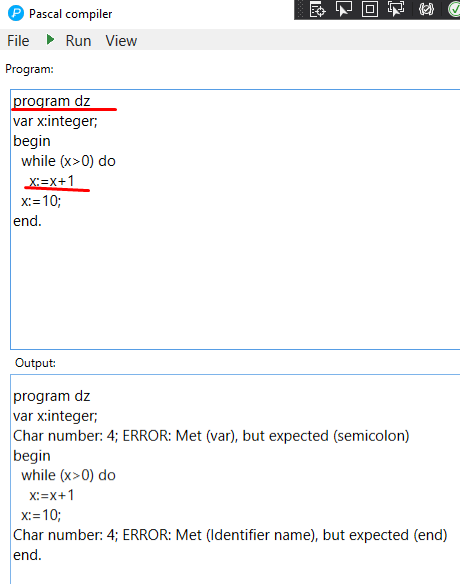 Pascal compiler
File Run View
Program:
program dz
var x:integer;
begin
while (x>0) do
x:=x+1
x:=10;
end.
Output:
program dz
var x:integer;
Char number: 4; ERROR: Met (var), but expected (semicolon)
begin
while (x>0) do
x:=x+1
x:=10;
Char number: 4; ERROR: Met (Identifier name), but expected (end)
end.